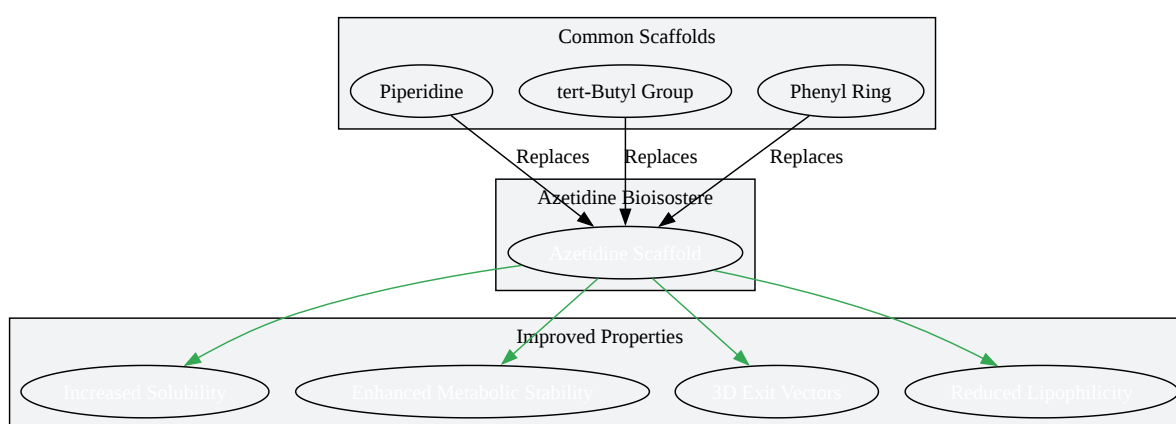 Common Scaffolds
Piperidine
tert-Butyl Group
Phenyl Ring
Replaces
Replaces
Replaces
Azetidine Bioisostere
Azetidine Scaffold
Improved Properties
Increased Solubility
Enhanced Metabolic Stability
3D Exit Vectors
Reduced Lipophilicity